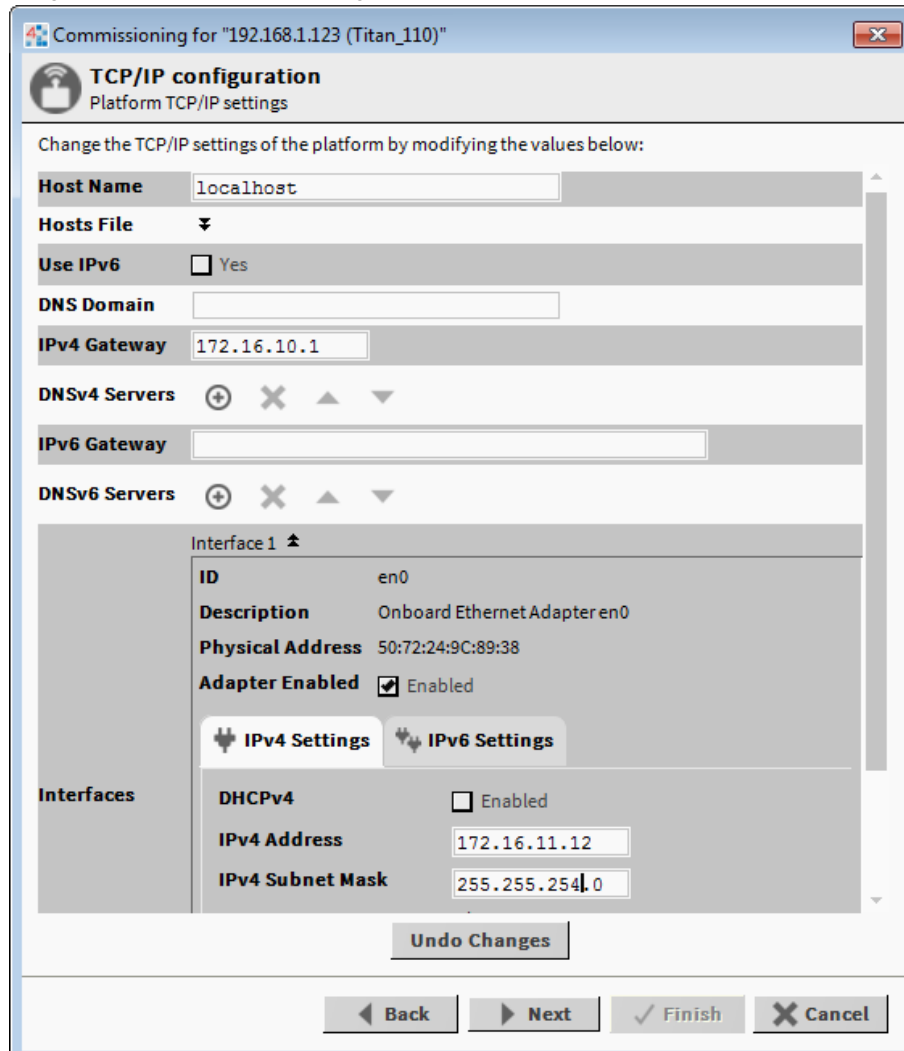 Commissioning for "192.168.1.123 (Titan_110)"
TCP/IP configuration
Platform TCP/IP settings
Change the TCP/IP settings of the platform by modifying the values below:
Host Name localhost
Hosts File
Use IPv6 Yes
DNS Domain
IPv4 Gateway 172.16.10.1
DNSv4 Servers
IPv6 Gateway
DNSv6 Servers
Interface 1
ID en0
Description Onboard Ethernet Adapter en0
Physical Address 50:72:24:9C:89:38
Adapter Enabled Enabled
IPv4 Settings IPv6 Settings
Interfaces
DHCPv4 Enabled
IPv4 Address 172.16.11.12
IPv4 Subnet Mask 255.255.254.0
Undo Changes
Back Next Finish Cancel